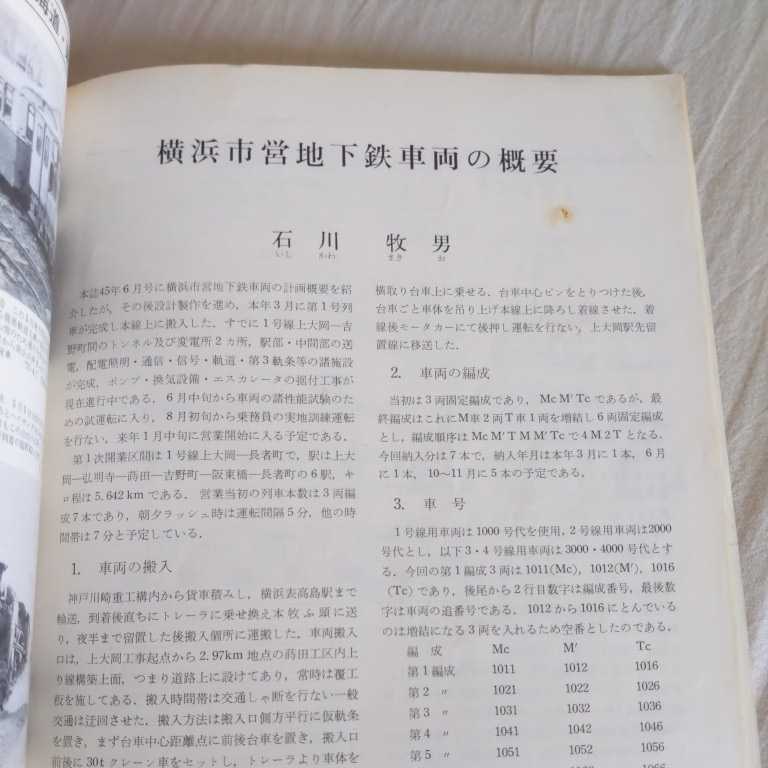 横浜市営地下鉄車両の概要
石川 牧男
いし かわ まき お
本誌45年6月号に横浜市営地下鉄車両の計画概要を紹
介したが、その後設計製作を進め、本年3月に第1号列
車が完成し本線上に搬入した。すでに1号線上大岡―吉
野町間のトンネル及び変電所2カ所，駅部・中間部の送
電，配電照明・通信・信号・軌道・第3軌条等の諸施設
が完成，ポンプ・換気設備・エスカレータの据付工事が
現在進行中である．6月中旬から車両の諸性能試験のた
めの試運転に入り，8月初旬から乗務員の実地訓練運転
を行ない，来年1月中旬に営業開始に入る予定である．
第1次開業区間は1号線上大岡―長者町で，駅は上大
岡―弘明寺―蒔田―吉野町―阪東橋―長者町の6駅，キ
ロ程は5.642kmである．営業当初の列車本数は3両編
成7本であり，朝夕ラッシュ時は運転間隔5分，他の時
間帯は7分と予定している．
1. 車両の搬入
神戸川崎重工構内から貨車積みし，横浜表高島駅まで
輸送，到着後直ちにトレーラに乗せ換え本牧ふ頭に送
り，夜半まで留置した後搬入個所に運搬した．車両搬入
口は，上大岡工事起点から2.97km地点の蒔田工区内上
り線構築上面，つまり道路上に設けてあり，常時は覆工
板を施してある．搬入時間帯は交通しゃ断を行ない一般
交通は迂回させた．搬入方法は搬入口側方平行に仮軌条
を置き，まず台車中心距離点に前後台車を置き，搬入口
前後に30tクレーン車をセットし，トレーラより車体を
横取り台車上に乗せる．台車中心ピンをとりつけた後，
台車ごと車体を吊り上げ本線上に降ろし着線させた．着
線後モータカーにて後押し運転を行ない，上大岡駅先留
置線に移送した．
2. 車両の編成
当初は3両固定編成であり，McM′Tcであるが，最
終編成はこれにM車2両T車1両を増結し6両固定編成
とし，編成順序はMcM′TMM′Tcで4M2Tとなる．
今回納入分は7本で，納入年月は本年3月に1本，6月
に1本，10〜11月に5本の予定である．
3. 車号
1号線用車両は1000号代を使用，2号線用車両は2000
号代とし，以下3・4号線用車両は3000・4000号代とす
る．今回の第1編成3両は1011(Mc)，1012(M′)，1016
(Tc)であり，後尾から2行目数字は編成番号，最後数
字は車両の追番号である．1012から1016にとんでいる
のは増結になる3両を入れるため空番としたのである．
編成 Mc M′ Tc
第1編成 1011 1012 1016
第2 〃 1021 1022 1026
第3 〃 1031 1032 1036
第4 〃 1041 1042 1046
第5 〃 1051 1052 1056